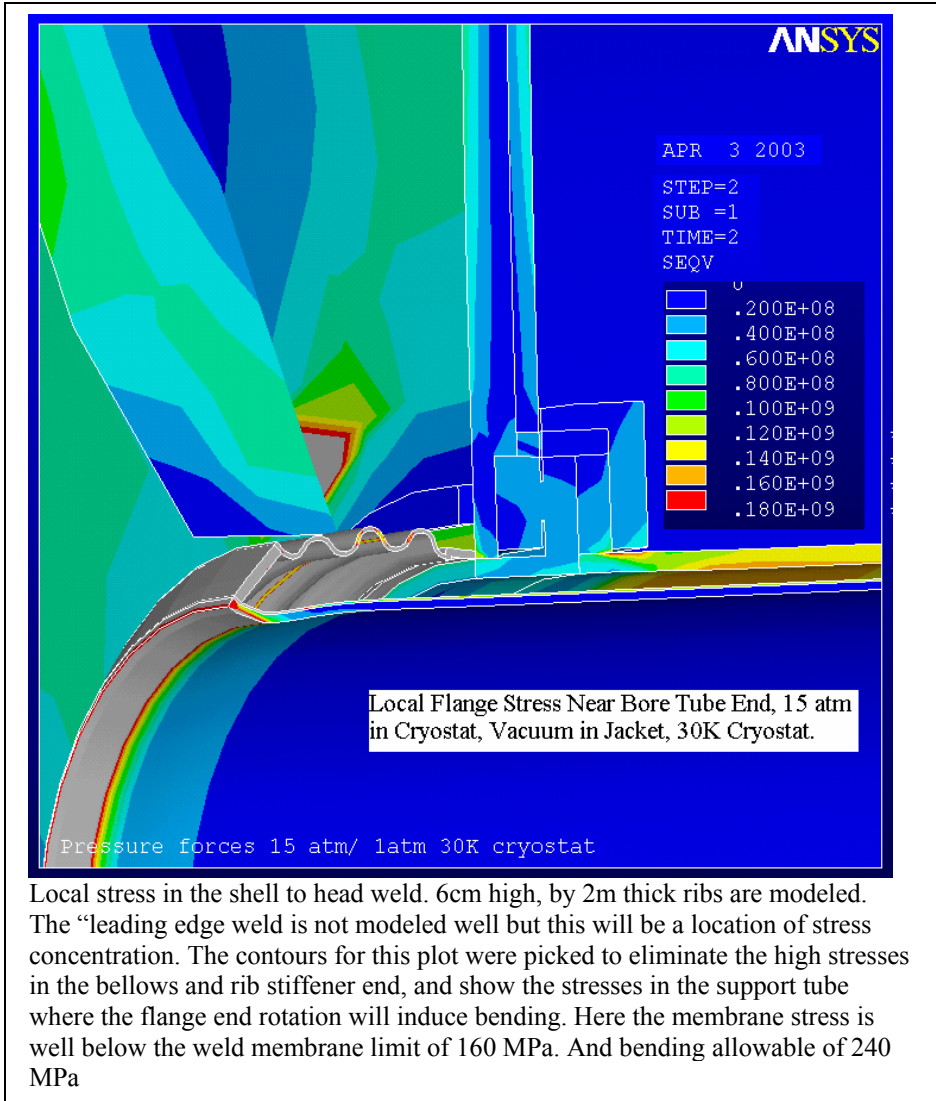 ANSYS
APR 3 2003
STEP=2
SUB =1
TIME=2
SEQV
0
.200E+08
.400E+08
.600E+08
.800E+08
.100E+09
.120E+09
.140E+09
.160E+09
.180E+09
Local Flange Stress Near Bore Tube End, 15 atm
in Cryostat, Vacuum in Jacket, 30K Cryostat.
Pressure forces 15 atm/ 1atm 30K cryostat
Local stress in the shell to head weld. 6cm high, by 2m thick ribs are modeled.
The “leading edge weld is not modeled well but this will be a location of stress
concentration. The contours for this plot were picked to eliminate the high stresses
in the bellows and rib stiffener end, and show the stresses in the support tube
where the flange end rotation will induce bending. Here the membrane stress is
well below the weld membrane limit of 160 MPa. And bending allowable of 240
MPa